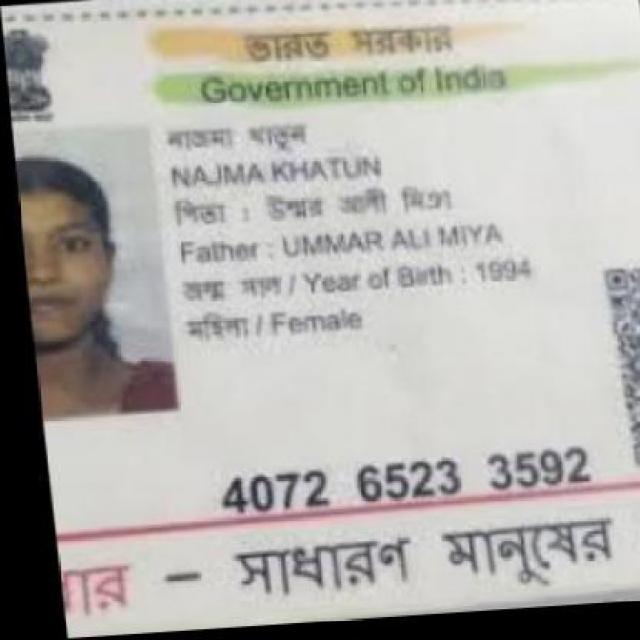 ভারত সরকার
Government of India
নাজমা খাতুন
NAJMA KHATUN
পিতা : উম্মর আলী মিঞা
Father : UMMAR ALI MIYA
জন্ম সাল / Year of Birth : 1994
মহিলা / Female
4072 6523 3592
ার – সাধারণ মানুষের